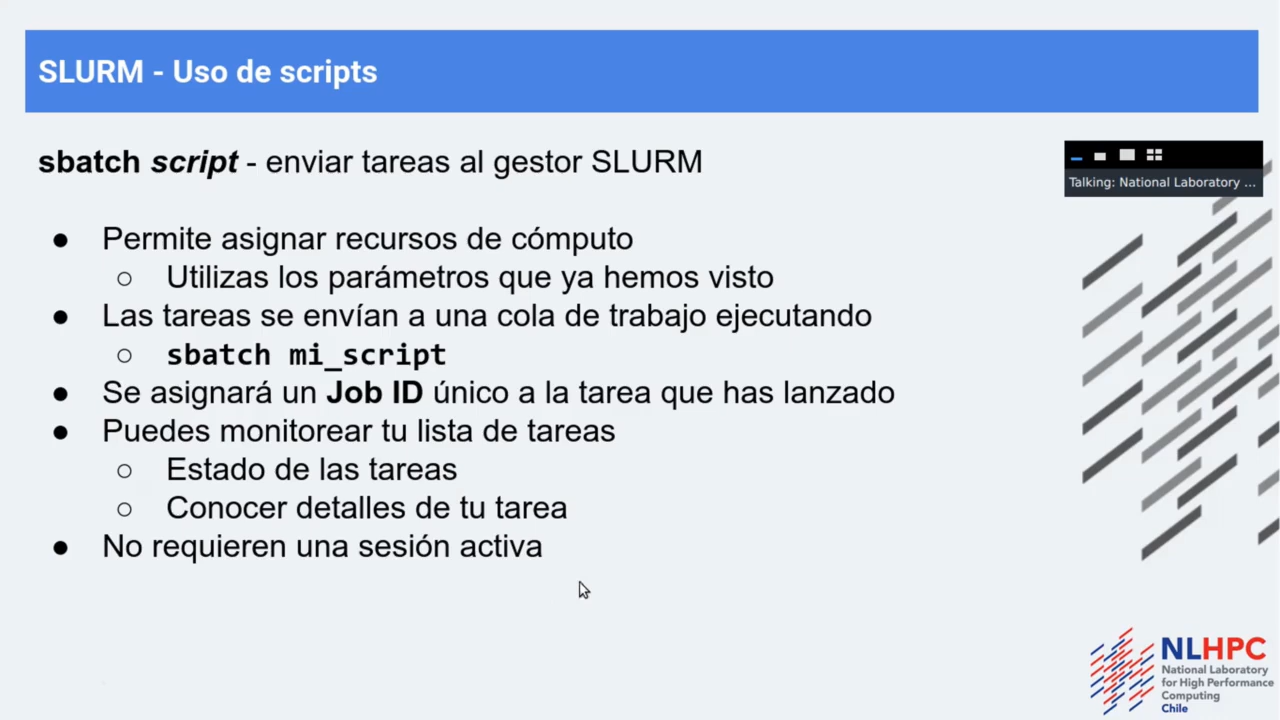 SLURM - Uso de scripts
sbatch script - enviar tareas al gestor SLURM
Talking: National Laboratory ...
● Permite asignar recursos de cómputo
○ Utilizas los parámetros que ya hemos visto
● Las tareas se envían a una cola de trabajo ejecutando
○ sbatch mi_script
● Se asignará un Job ID único a la tarea que has lanzado
● Puedes monitorear tu lista de tareas
○ Estado de las tareas
○ Conocer detalles de tu tarea
● No requieren una sesión activa
NLHPC
National Laboratory
for High Performance
Computing
Chile